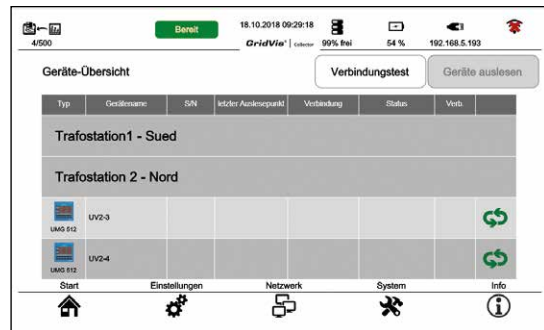 4/500
Bereit
18.10.2018 09:29:18
GridVis® Collector
99% frei
54 %
192.168.5.193
Geräte-Übersicht
Verbindungstest
Geräte auslesen
Typ Gerätename S/N letzter Auslesepunkt Verbindung Status Verb.
Trafostation1 - Sued
Trafostation 2 - Nord
UMG 512 UV2-3
UMG 512 UV2-4
Start Einstellungen Netzwerk System Info